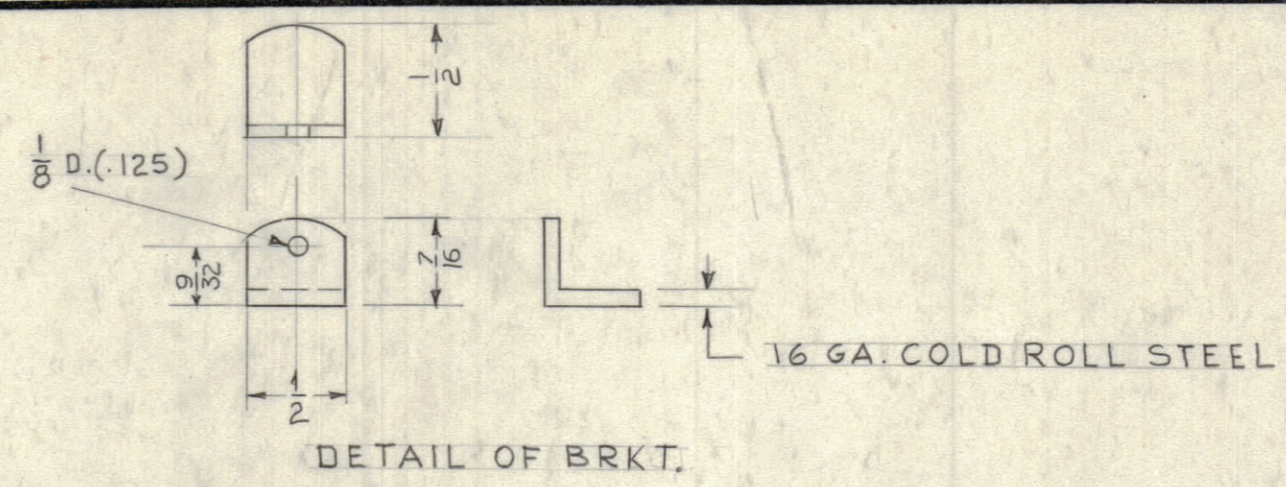 1/2
1/8 D.(.125)
9/32
7/16
1/2
16 GA. COLD ROLL STEEL
DETAIL OF BRKT.